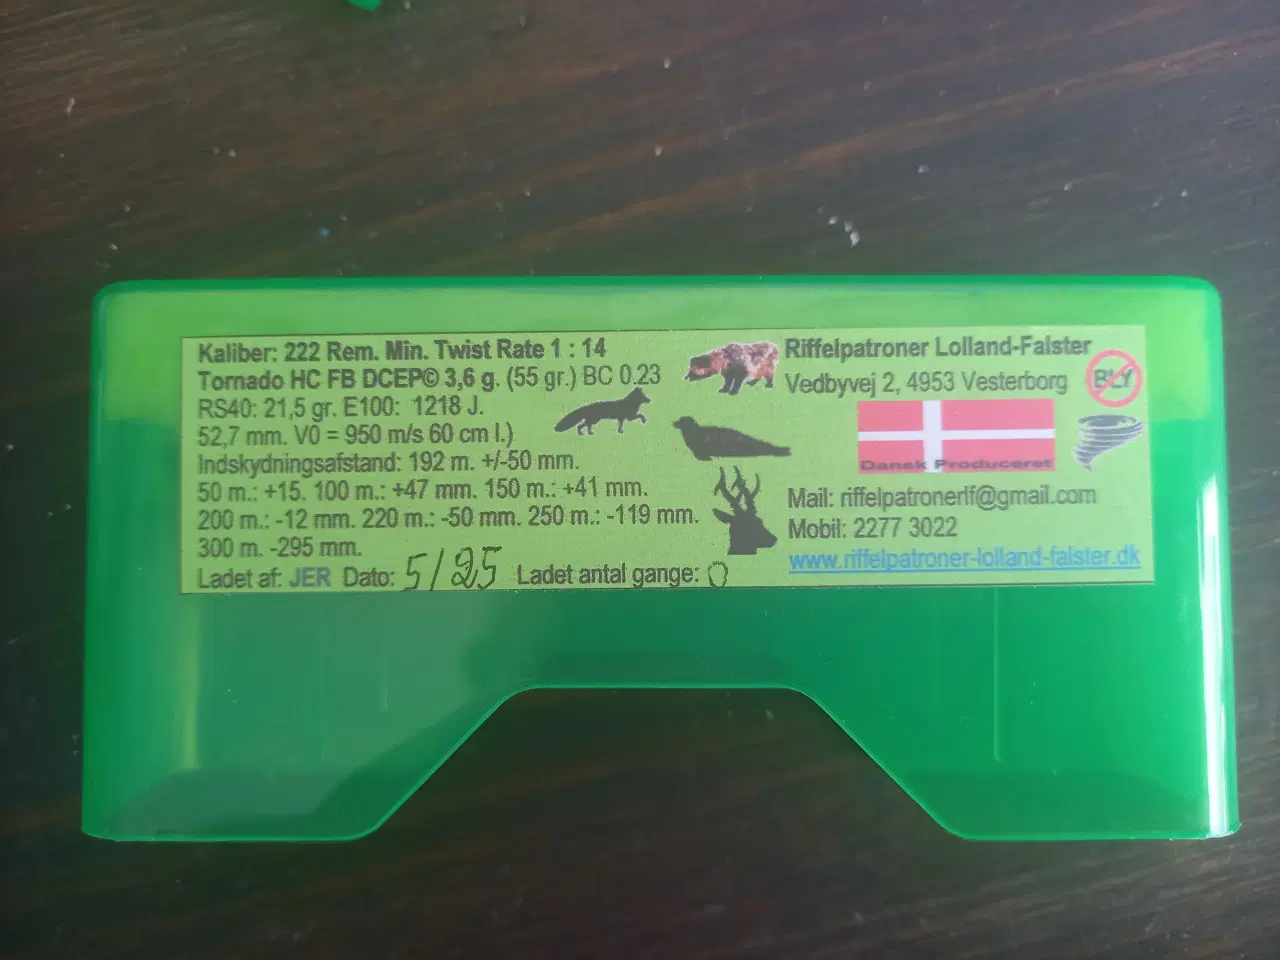 Kaliber: 222 Rem. Min. Twist Rate 1 : 14
Tornado HC FB DCEP© 3,6 g. (55 gr.) BC 0.23
RS40: 21,5 gr. E100: 1218 J.
52,7 mm. V0 = 950 m/s 60 cm l.)
Indskydningsafstand: 192 m. +/-50 mm.
50 m.: +15. 100 m.: +47 mm. 150 m.: +41 mm.
200 m.: -12 mm. 220 m.: -50 mm. 250 m.: -119 mm.
300 m. -295 mm.
Ladet af: JER Dato: 5/25 Ladet antal gange: 0
Riffelpatroner Lolland-Falster
Vedbyvej 2, 4953 Vesterborg
BLY
Dansk Produceret
Mail: riffelpatronerlf@gmail.com
Mobil: 2277 3022
www.riffelpatroner-lolland-falster.dk